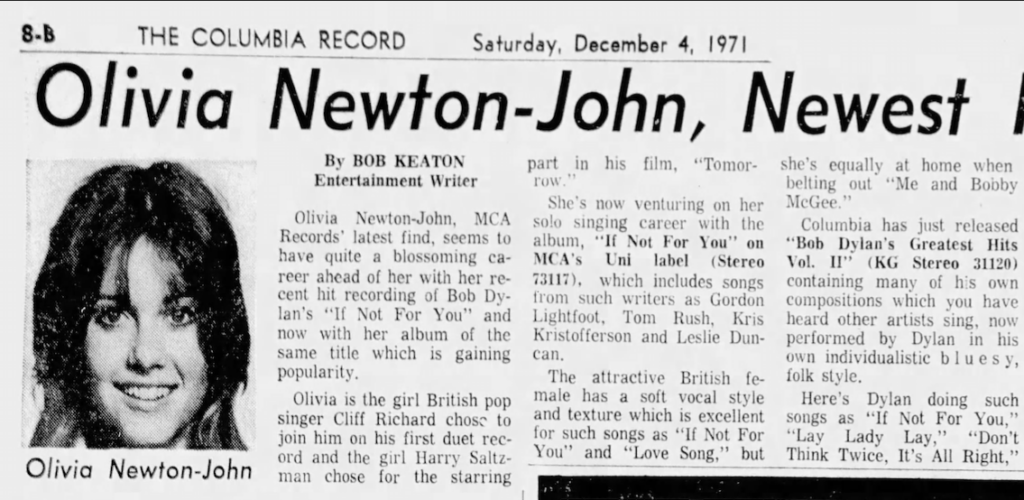 8-B THE COLUMBIA RECORD Saturday, December 4, 1971
Olivia Newton-John, Newest
Olivia Newton-John
By BOB KEATON
Entertainment Writer
Olivia Newton-John, MCA
Records' latest find, seems to
have quite a blossoming ca-
reer ahead of her with her re-
cent hit recording of Bob Dy-
lan's "If Not For You" and
now with her album of the
same title which is gaining
popularity.
Olivia is the girl British pop
singer Cliff Richard chose to
join him on his first duet rec-
ord and the girl Harry Saltz-
man chose for the starring
part in his film, "Tomor-
row."
She's now venturing on her
solo singing career with the
album, "If Not For You" on
MCA's Uni label (Stereo
73117), which includes songs
from such writers as Gordon
Lightfoot, Tom Rush, Kris
Kristofferson and Leslie Dun-
can.
The attractive British fe-
male has a soft vocal style
and texture which is excellent
for such songs as "If Not For
You" and "Love Song," but
she's equally at home when
belting out "Me and Bobby
McGee."
Columbia has just released
"Bob Dylan's Greatest Hits
Vol. II" (KG Stereo 31120)
containing many of his own
compositions which you have
heard other artists sing, now
performed by Dylan in his
own individualistic bluesy,
folk style.
Here's Dylan doing such
songs as "If Not For You,"
"Lay Lady Lay," "Don't
Think Twice, It's All Right,"